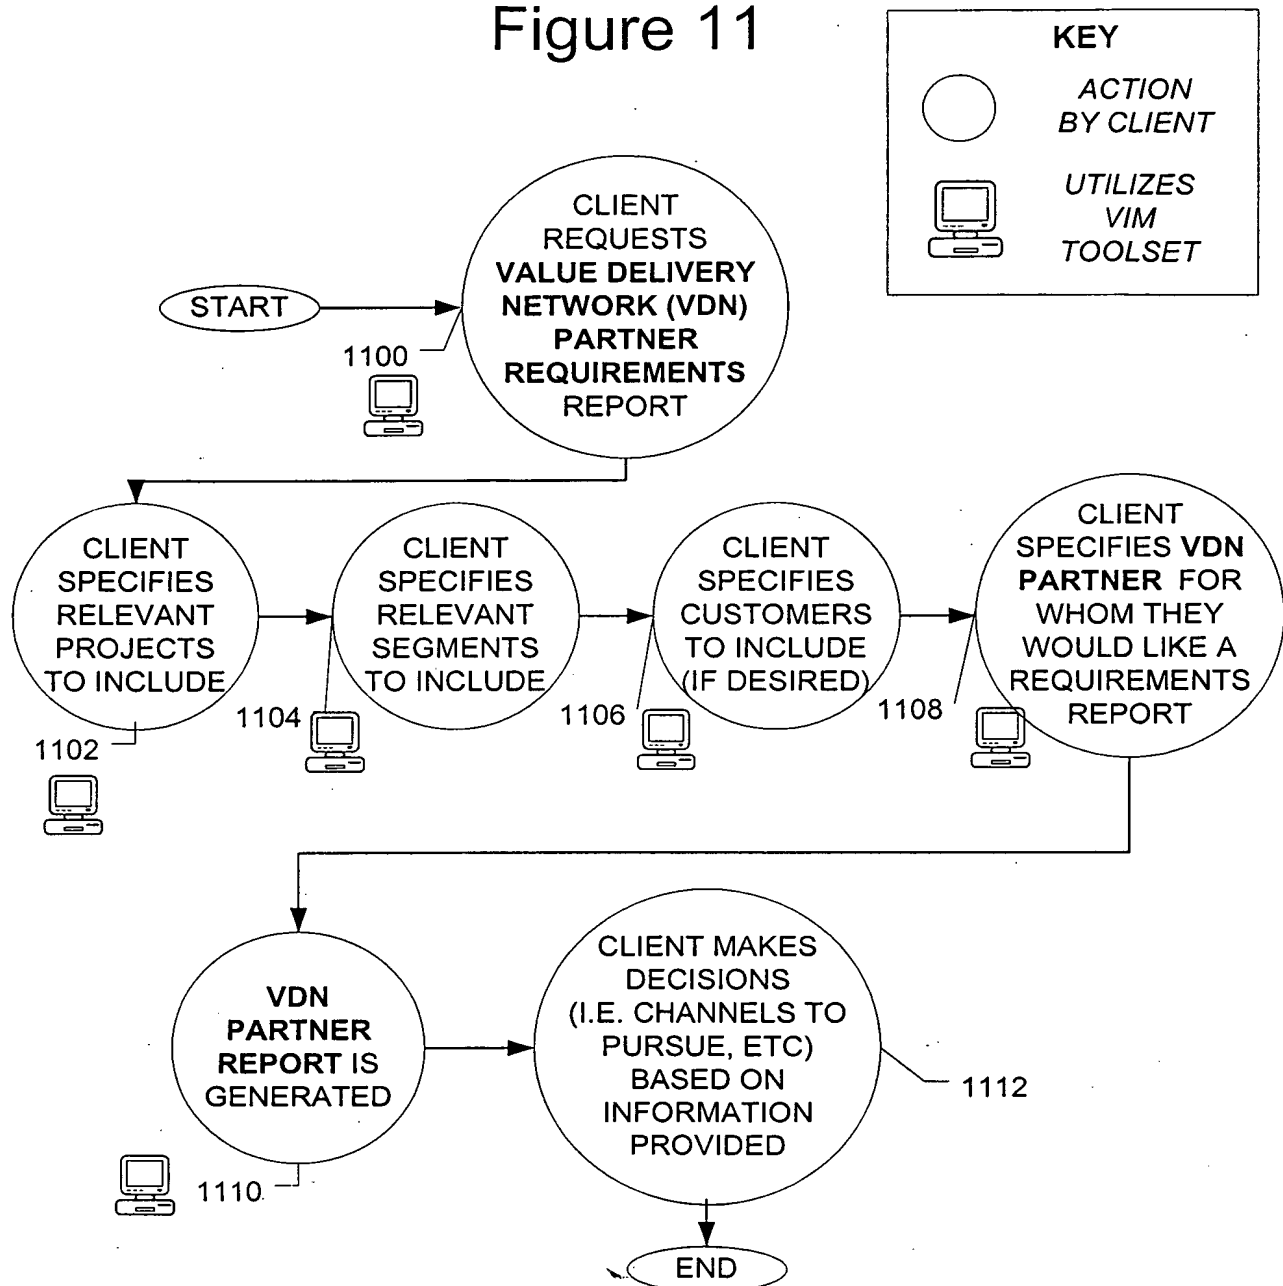 Figure 11
KEY
ACTION
BY CLIENT
UTILIZES
VIM
TOOLSET
START
CLIENT
REQUESTS
VALUE DELIVERY
NETWORK (VDN)
PARTNER
REQUIREMENTS
REPORT
1100
CLIENT
SPECIFIES
RELEVANT
PROJECTS
TO INCLUDE
1102
CLIENT
SPECIFIES
RELEVANT
SEGMENTS
TO INCLUDE
1104
CLIENT
SPECIFIES
CUSTOMERS
TO INCLUDE
(IF DESIRED)
1106
CLIENT
SPECIFIES VDN
PARTNER FOR
WHOM THEY
WOULD LIKE A
REQUIREMENTS
REPORT
1108
VDN
PARTNER
REPORT IS
GENERATED
1110
CLIENT MAKES
DECISIONS
(I.E. CHANNELS TO
PURSUE, ETC)
BASED ON
INFORMATION
PROVIDED
1112
END